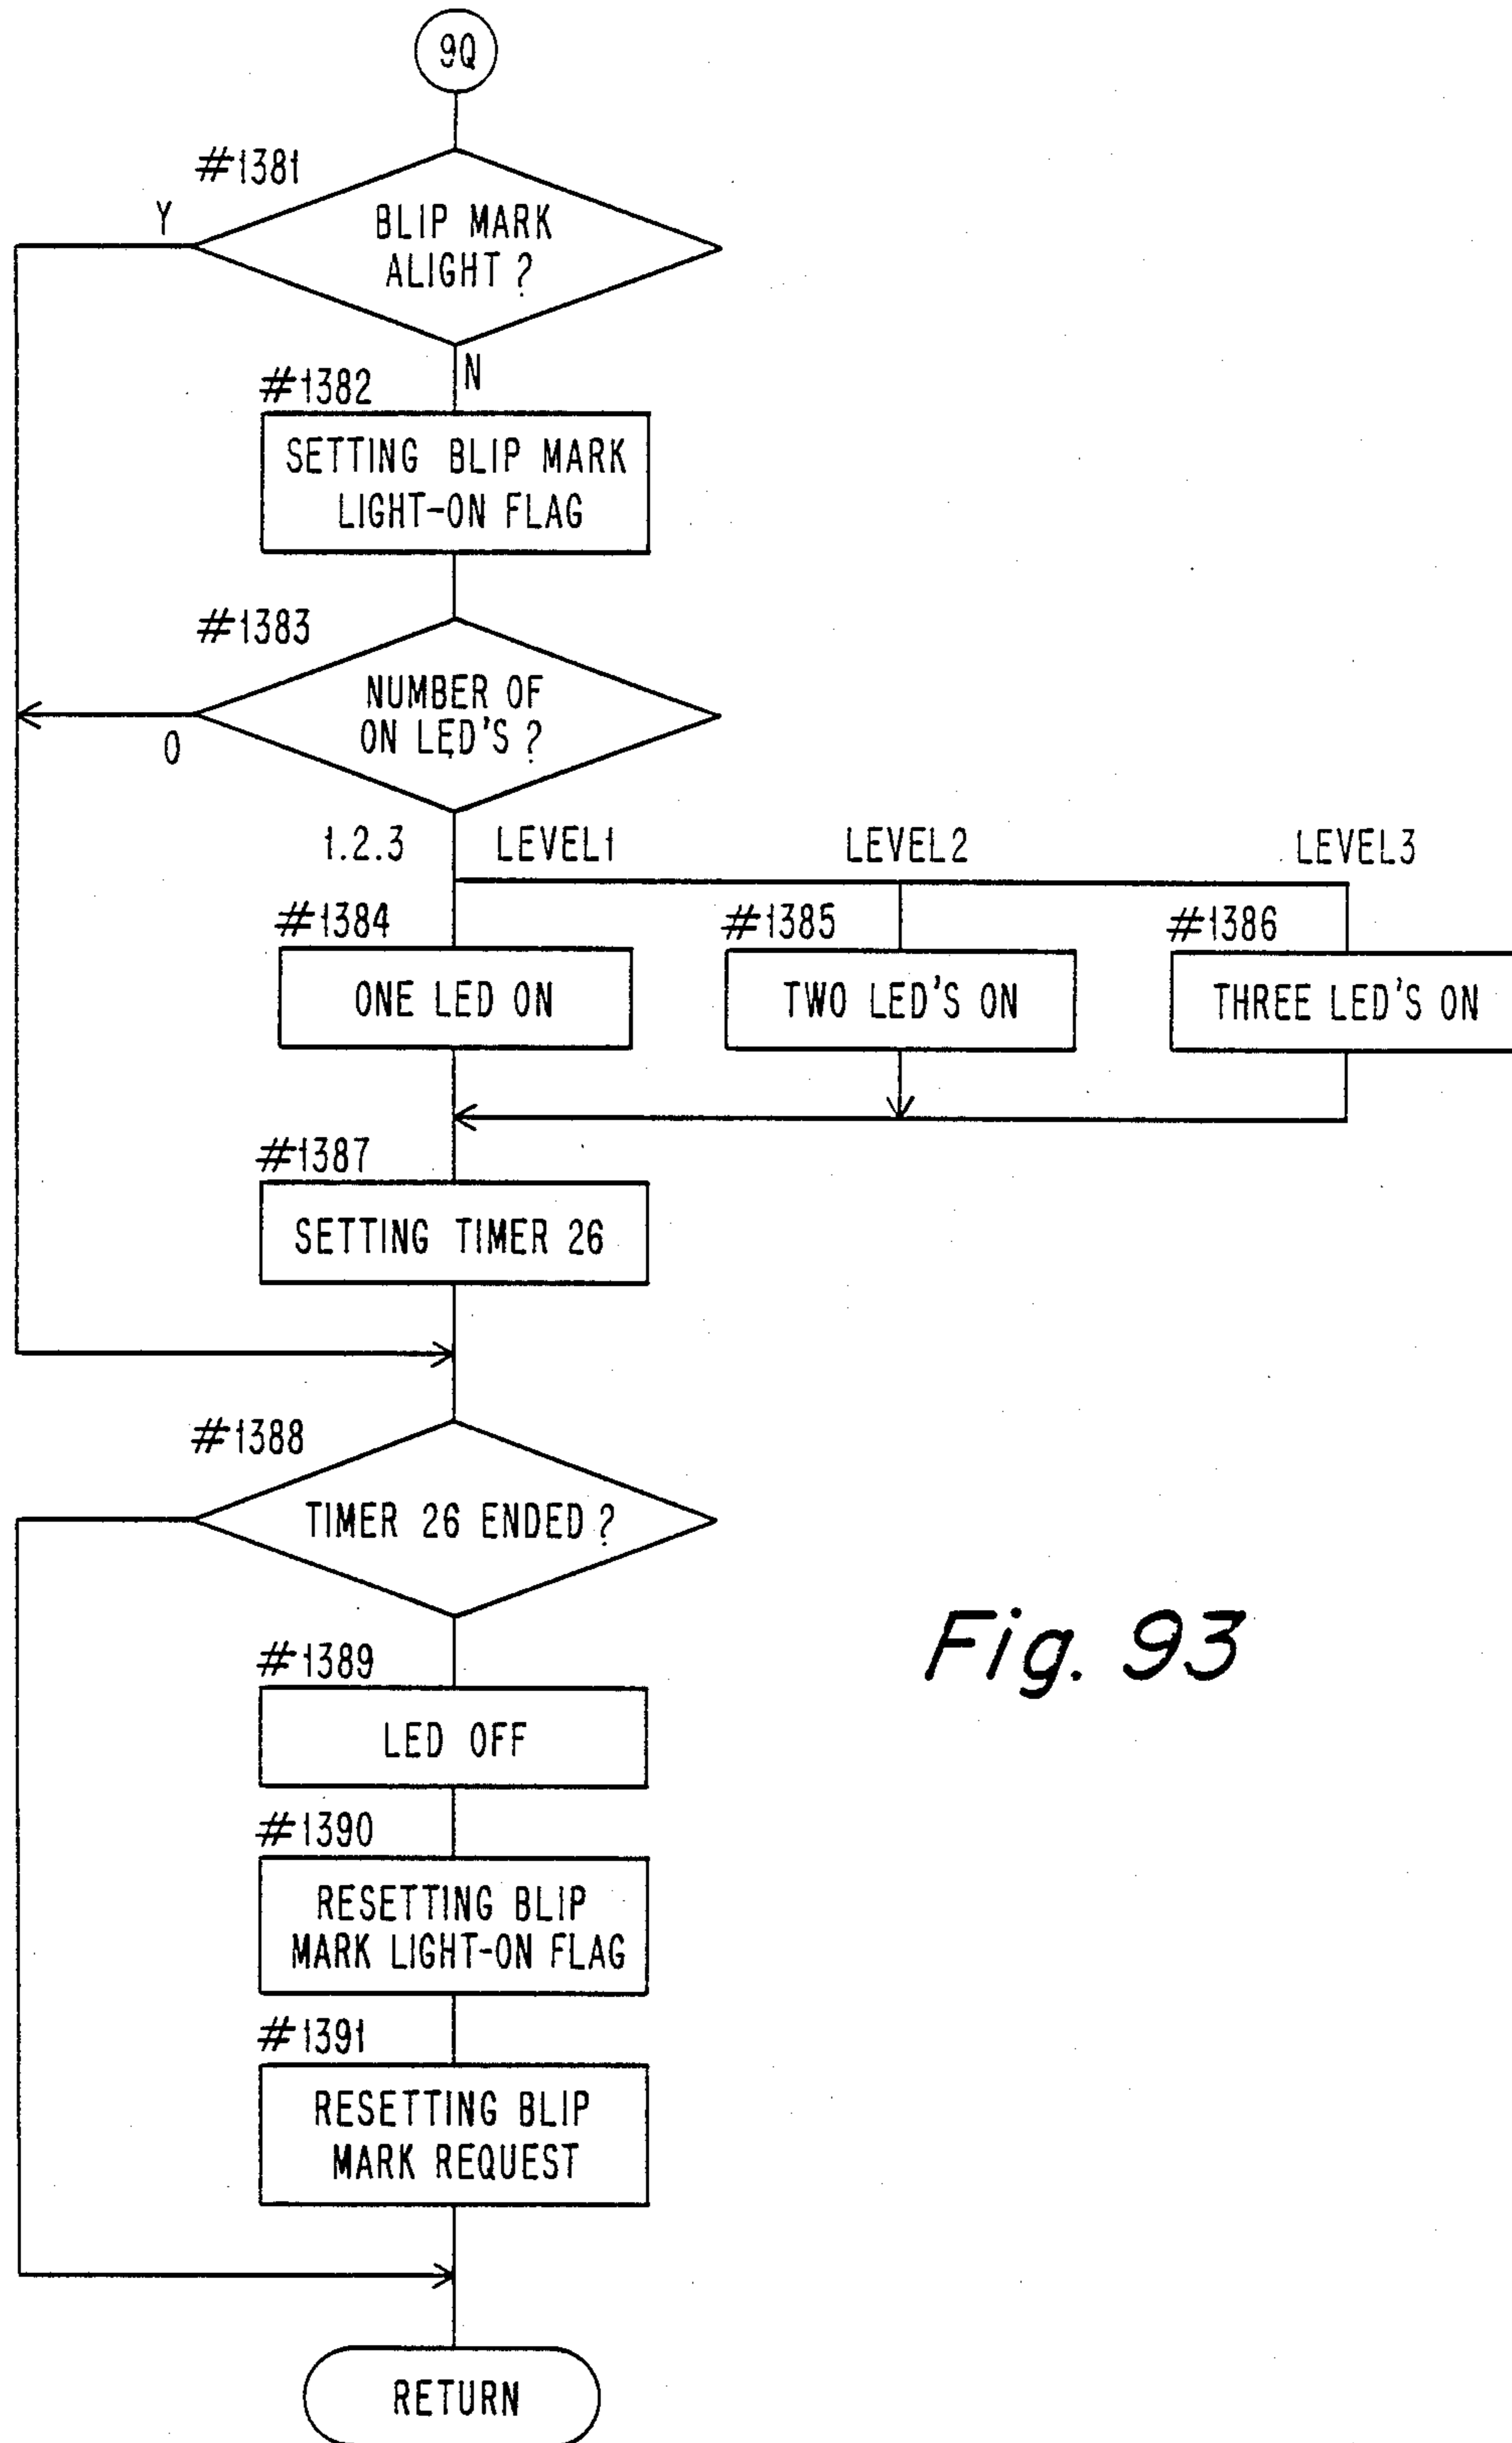 9Q
#1381
Y
BLIP MARK
ALIGHT ?
N
#1382
SETTING BLIP MARK
LIGHT-ON FLAG
#1383
NUMBER OF
ON LED'S ?
0
1.2.3
LEVEL1
LEVEL2
LEVEL3
#1384
#1385
#1386
ONE LED ON
TWO LED'S ON
THREE LED'S ON
#1387
SETTING TIMER 26
#1388
TIMER 26 ENDED ?
Fig. 93
#1389
LED OFF
#1390
RESETTING BLIP
MARK LIGHT-ON FLAG
#1391
RESETTING BLIP
MARK REQUEST
RETURN